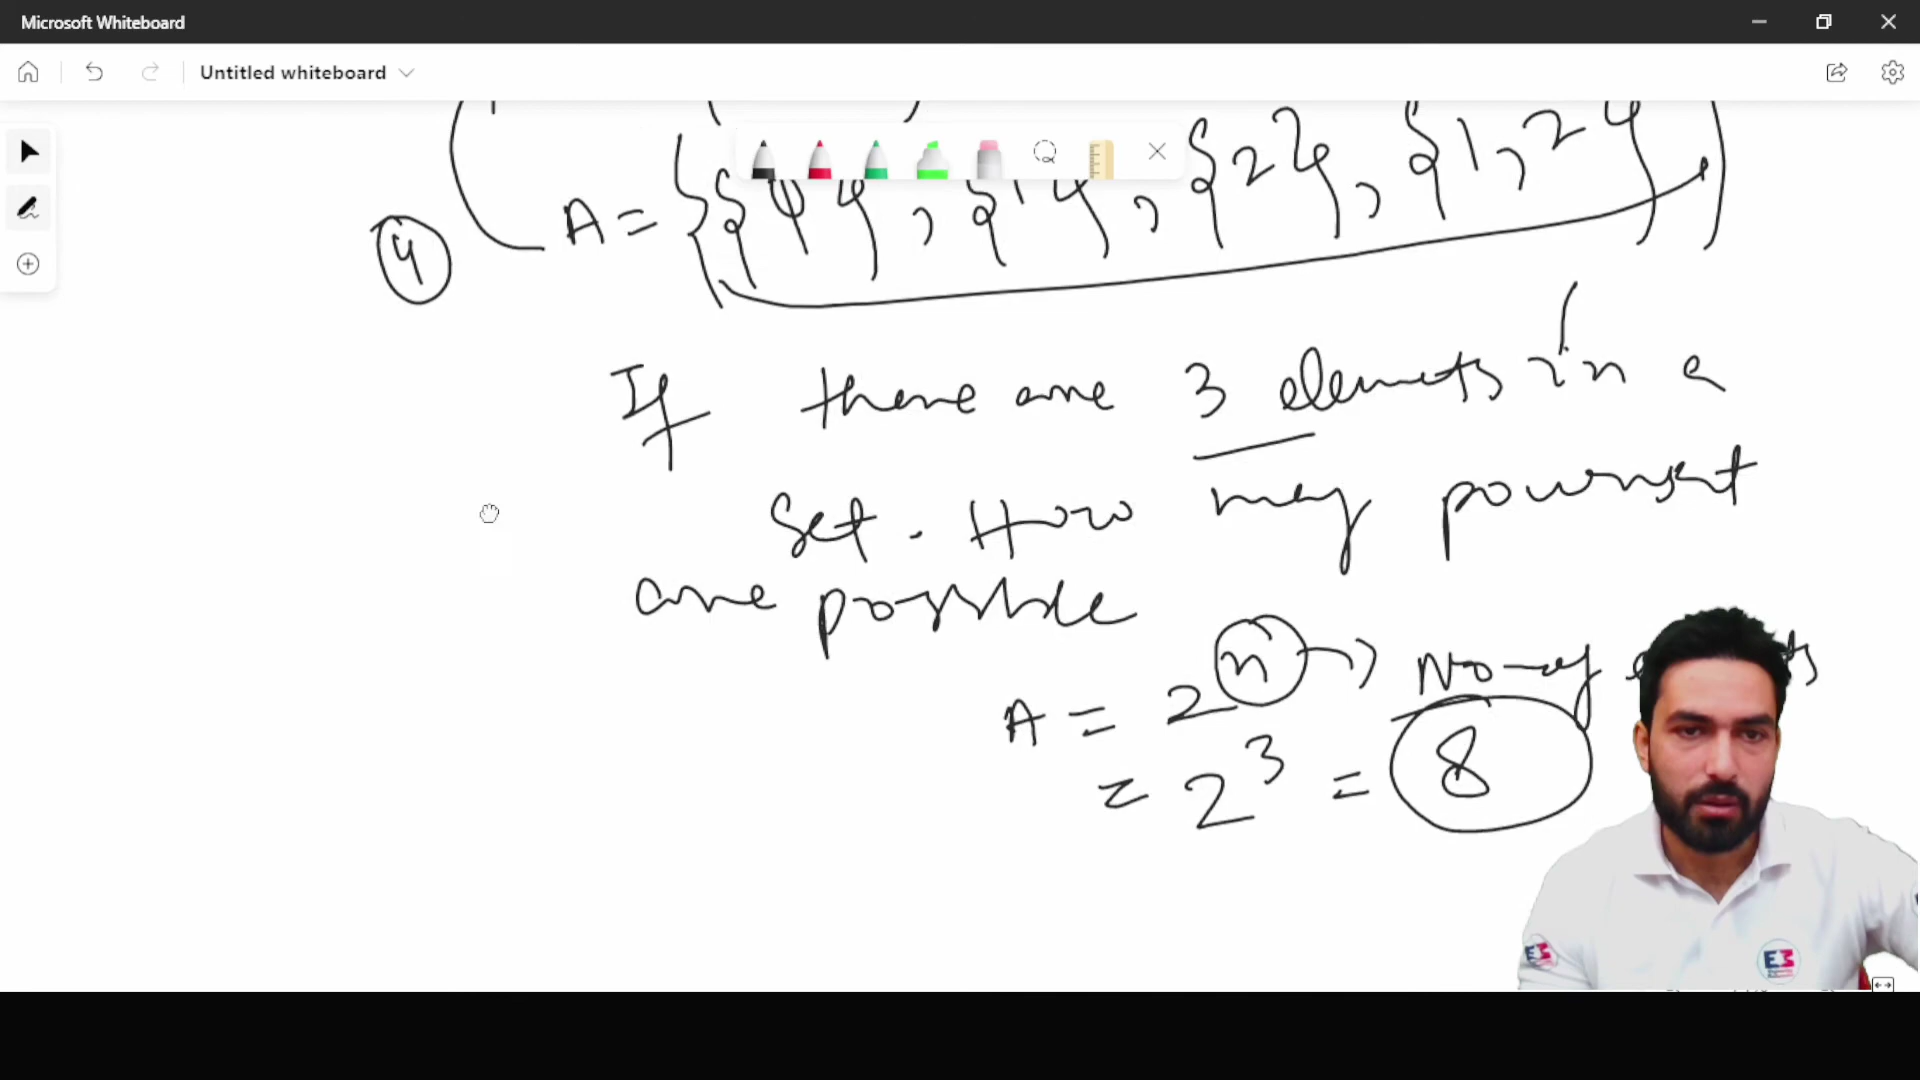 Microsoft Whiteboard
Untitled whiteboard
④ A = {{φ}, {1}, {2}, {1, 2}}
If there are 3 elements in a
set. How many powerset
are possible
A = 2^n → No-of
= 2^3 = 8